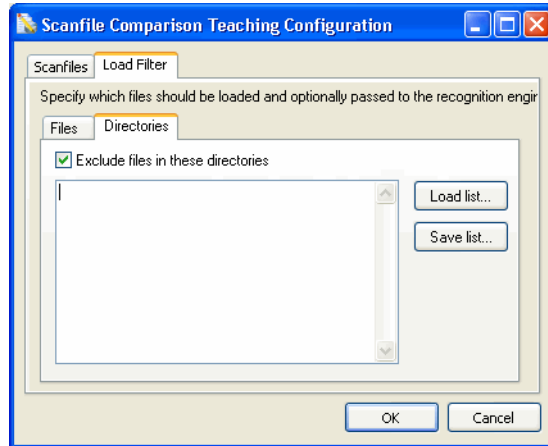 Scanfile Comparison Teaching Configuration
Scanfiles Load Filter
Specify which files should be loaded and optionally passed to the recognition engin
Files Directories
Exclude files in these directories
Load list...
Save list...
OK Cancel